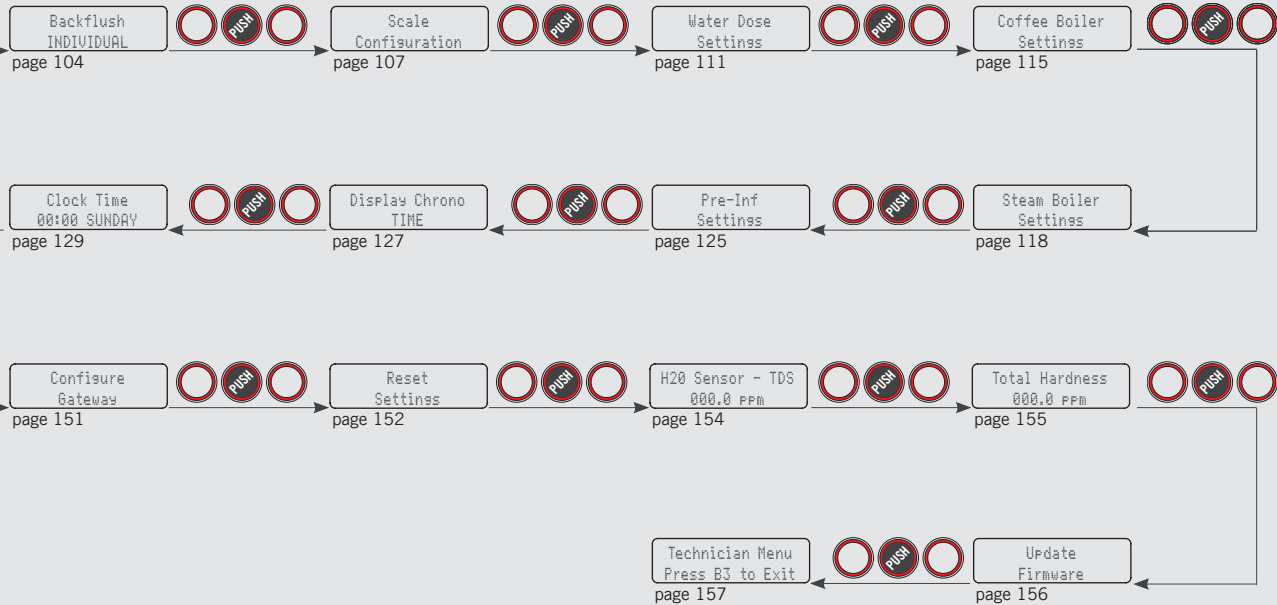 Backflush
INDIVIDUAL
page 104
PUSH
Scale
Configuration
page 107
PUSH
Water Dose
Settings
page 111
PUSH
Coffee Boiler
Settings
page 115
PUSH
Clock Time
00:00 SUNDAY
page 129
PUSH
Display Chrono
TIME
page 127
PUSH
Pre-Inf
Settings
page 125
PUSH
Steam Boiler
Settings
page 118
Configure
Gateway
page 151
PUSH
Reset
Settings
page 152
PUSH
H20 Sensor - TDS
000.0 ppm
page 154
PUSH
Total Hardness
000.0 ppm
page 155
PUSH
Technician Menu
Press B3 to Exit
page 157
PUSH
Update
Firmware
page 156